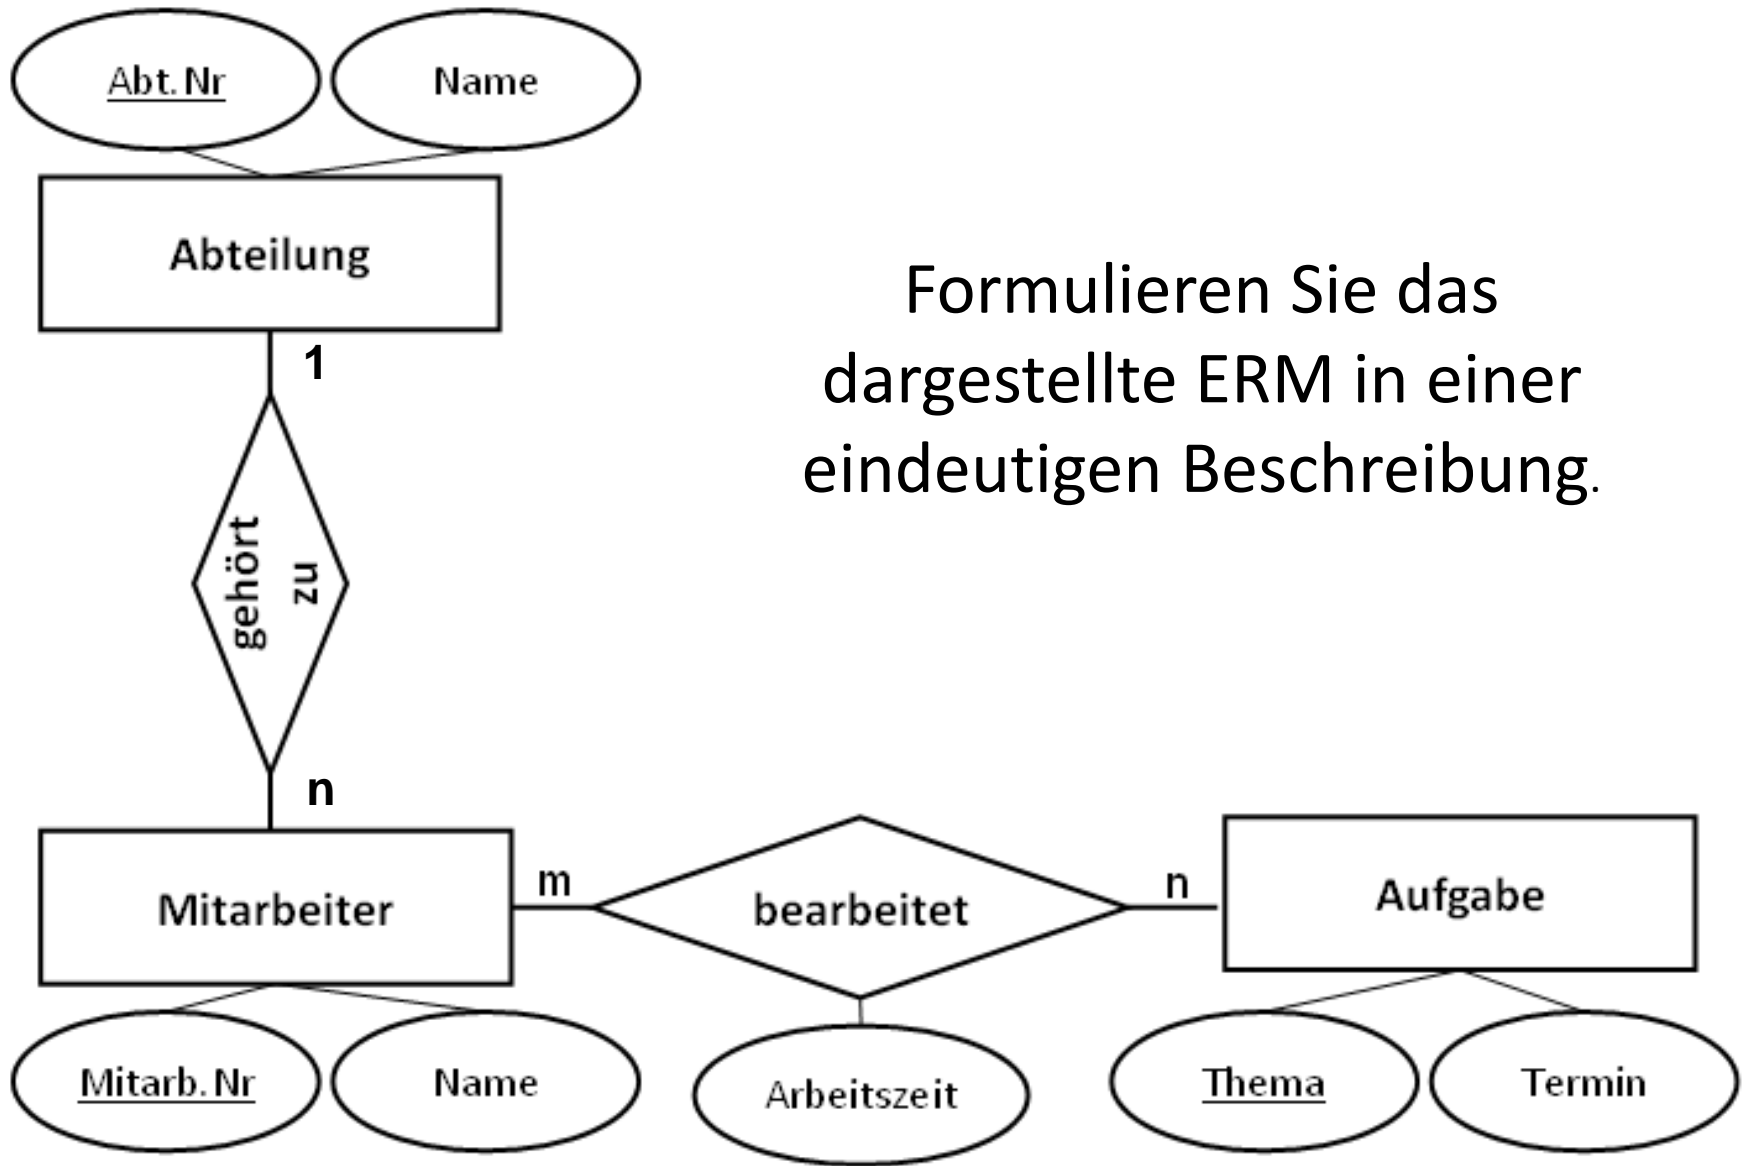 Abt.Nr
Name
Abteilung
1
Formulieren Sie das
dargestellte ERM in einer
eindeutigen Beschreibung.
gehört
zu
n
Mitarbeiter
m
bearbeitet
n
Aufgabe
Mitarb.Nr
Name
Arbeitszeit
Thema
Termin